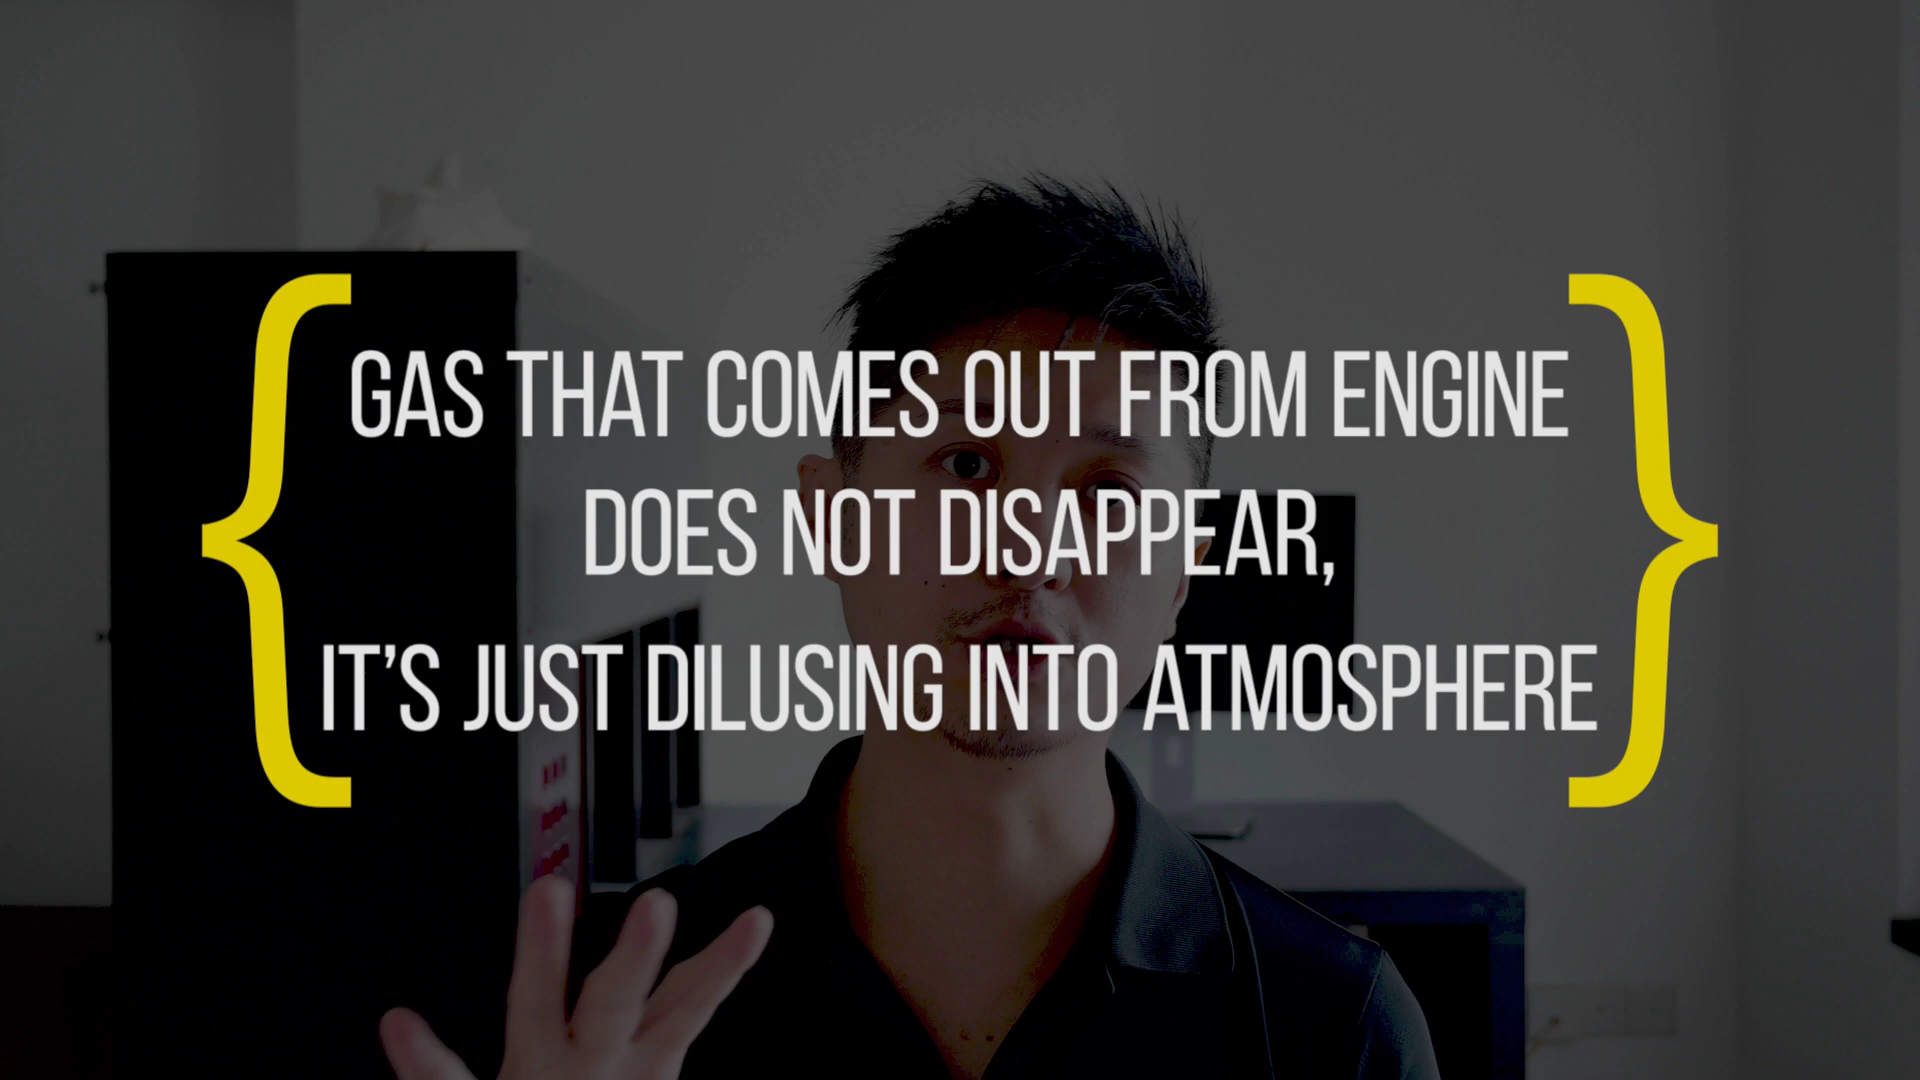 GAS THAT COMES OUT FROM ENGINE
DOES NOT DISAPPEAR,
IT’S JUST DILUSING INTO ATMOSPHERE